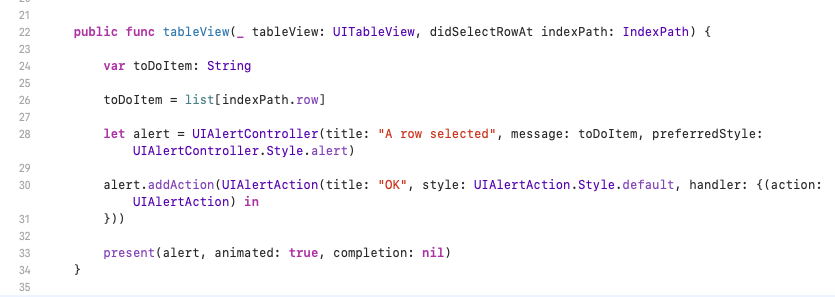 21
22 public func tableView(_ tableView: UITableView, didSelectRowAt indexPath: IndexPath) {
23
24 var toDoItem: String
25
26 toDoItem = list[indexPath.row]
27
28 let alert = UIAlertController(title: "A row selected", message: toDoItem, preferredStyle:
UIAlertController.Style.alert)
29
30 alert.addAction(UIAlertAction(title: "OK", style: UIAlertAction.Style.default, handler: {(action:
UIAlertAction) in
31 }))
32
33 present(alert, animated: true, completion: nil)
34 }
35